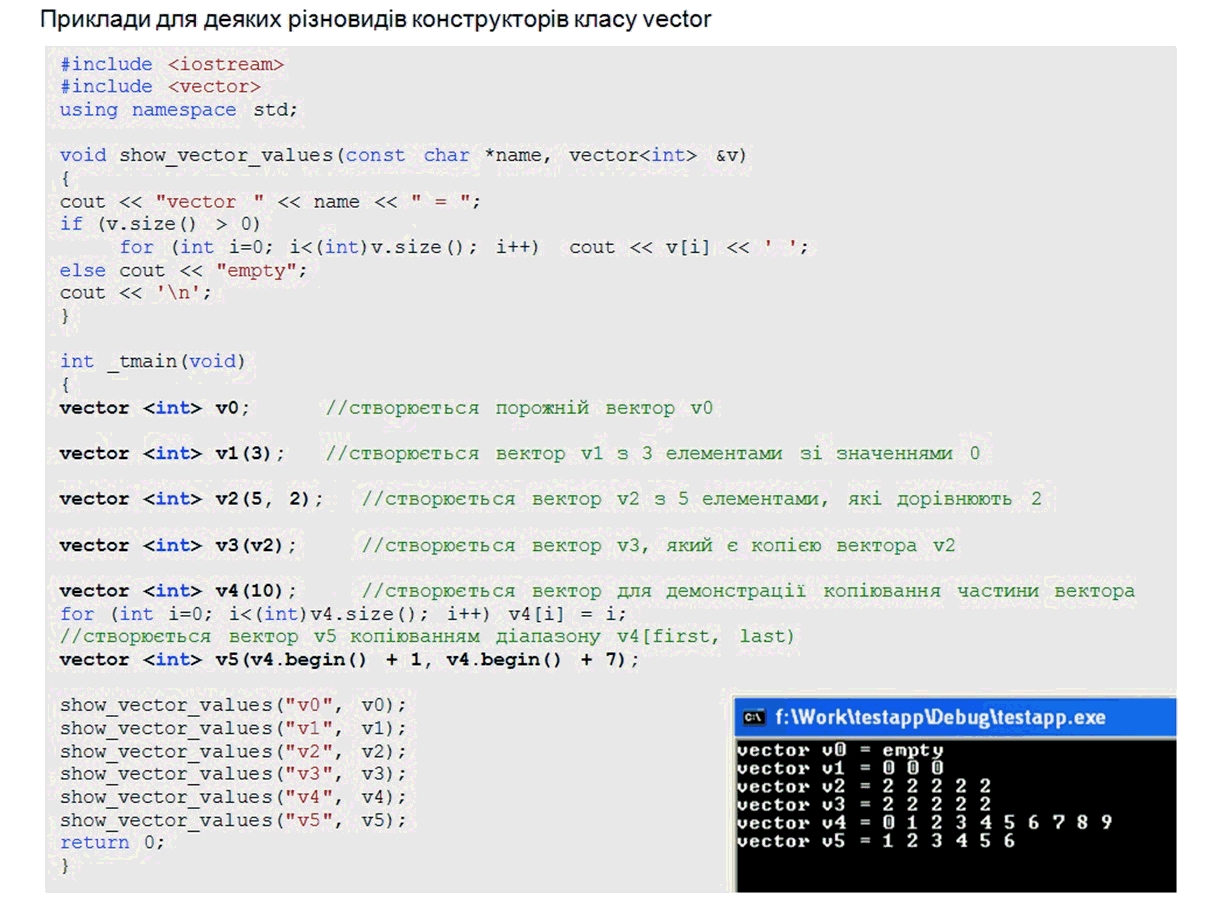 Приклади для деяких різновидів конструкторів класу vector
#include <iostream>
#include <vector>
using namespace std;
void show_vector_values(const char *name, vector<int> &v)
{
cout << "vector " << name << " = ";
if (v.size() > 0)
for (int i=0; i<(int)v.size(); i++) cout << v[i] << ' ';
else cout << "empty";
cout << '\n';
}
int _tmain(void)
{
vector <int> v0; //створюється порожній вектор v0
vector <int> v1(3); //створюється вектор v1 з 3 елементами зі значеннями 0
vector <int> v2(5, 2); //створюється вектор v2 з 5 елементами, які дорівнюють 2
vector <int> v3(v2); //створюється вектор v3, який є копією вектора v2
vector <int> v4(10); //створюється вектор для демонстрації копіювання частини вектора
for (int i=0; i<(int)v4.size(); i++) v4[i] = i;
//створюється вектор v5 копіюванням діапазону v4[first, last)
vector <int> v5(v4.begin() + 1, v4.begin() + 7);
show_vector_values("v0", v0);
show_vector_values("v1", v1);
show_vector_values("v2", v2);
show_vector_values("v3", v3);
show_vector_values("v4", v4);
show_vector_values("v5", v5);
return 0;
}
f:\Work\testapp\Debug\testapp.exe
vector v0 = empty
vector v1 = 0 0 0
vector v2 = 2 2 2 2 2
vector v3 = 2 2 2 2 2
vector v4 = 0 1 2 3 4 5 6 7 8 9
vector v5 = 1 2 3 4 5 6